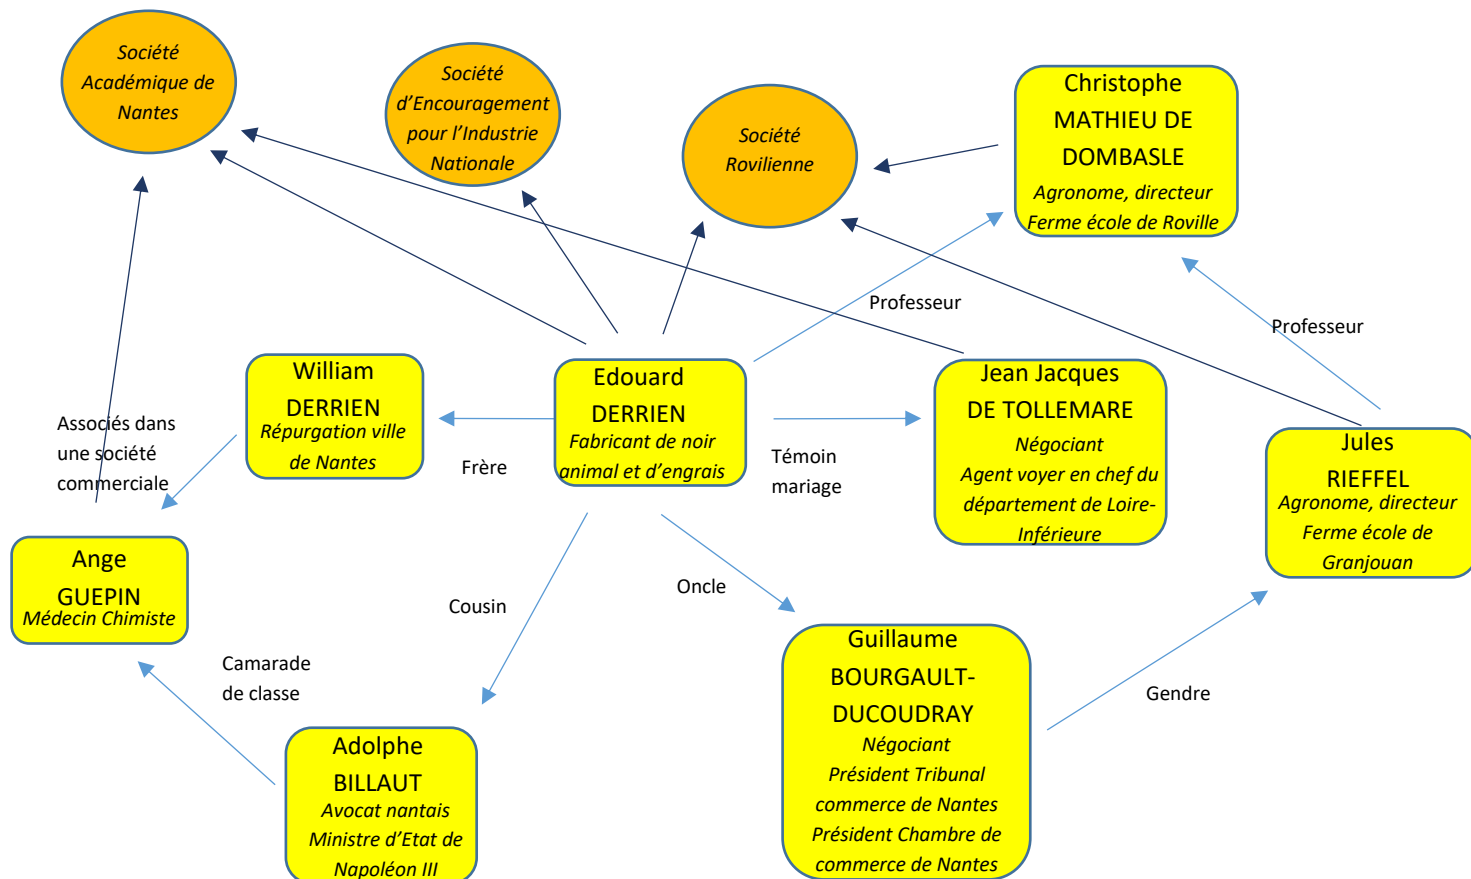 Société
Académique de
Nantes
Société
d’Encouragement
pour l’Industrie
Nationale
Société
Rovilienne
Christophe
MATHIEU DE
DOMBASLE
Agronome, directeur
Ferme école de Roville
Professeur
Professeur
William
DERRIEN
Répurgation ville
de Nantes
Edouard
DERRIEN
Fabricant de noir
animal et d’engrais
Jean Jacques
DE TOLLEMARE
Négociant
Agent voyer en chef du
département de Loire-
Inférieure
Jules
RIEFFEL
Agronome, directeur
Ferme école de
Granjouan
Associés dans
une société
commerciale
Frère
Témoin
mariage
Ange
GUEPIN
Médecin Chimiste
Cousin
Oncle
Camarade
de classe
Guillaume
BOURGAULT-
DUCOUDRAY
Négociant
Président Tribunal
commerce de Nantes
Président Chambre de
commerce de Nantes
Gendre
Adolphe
BILLAUT
Avocat nantais
Ministre d’Etat de
Napoléon III